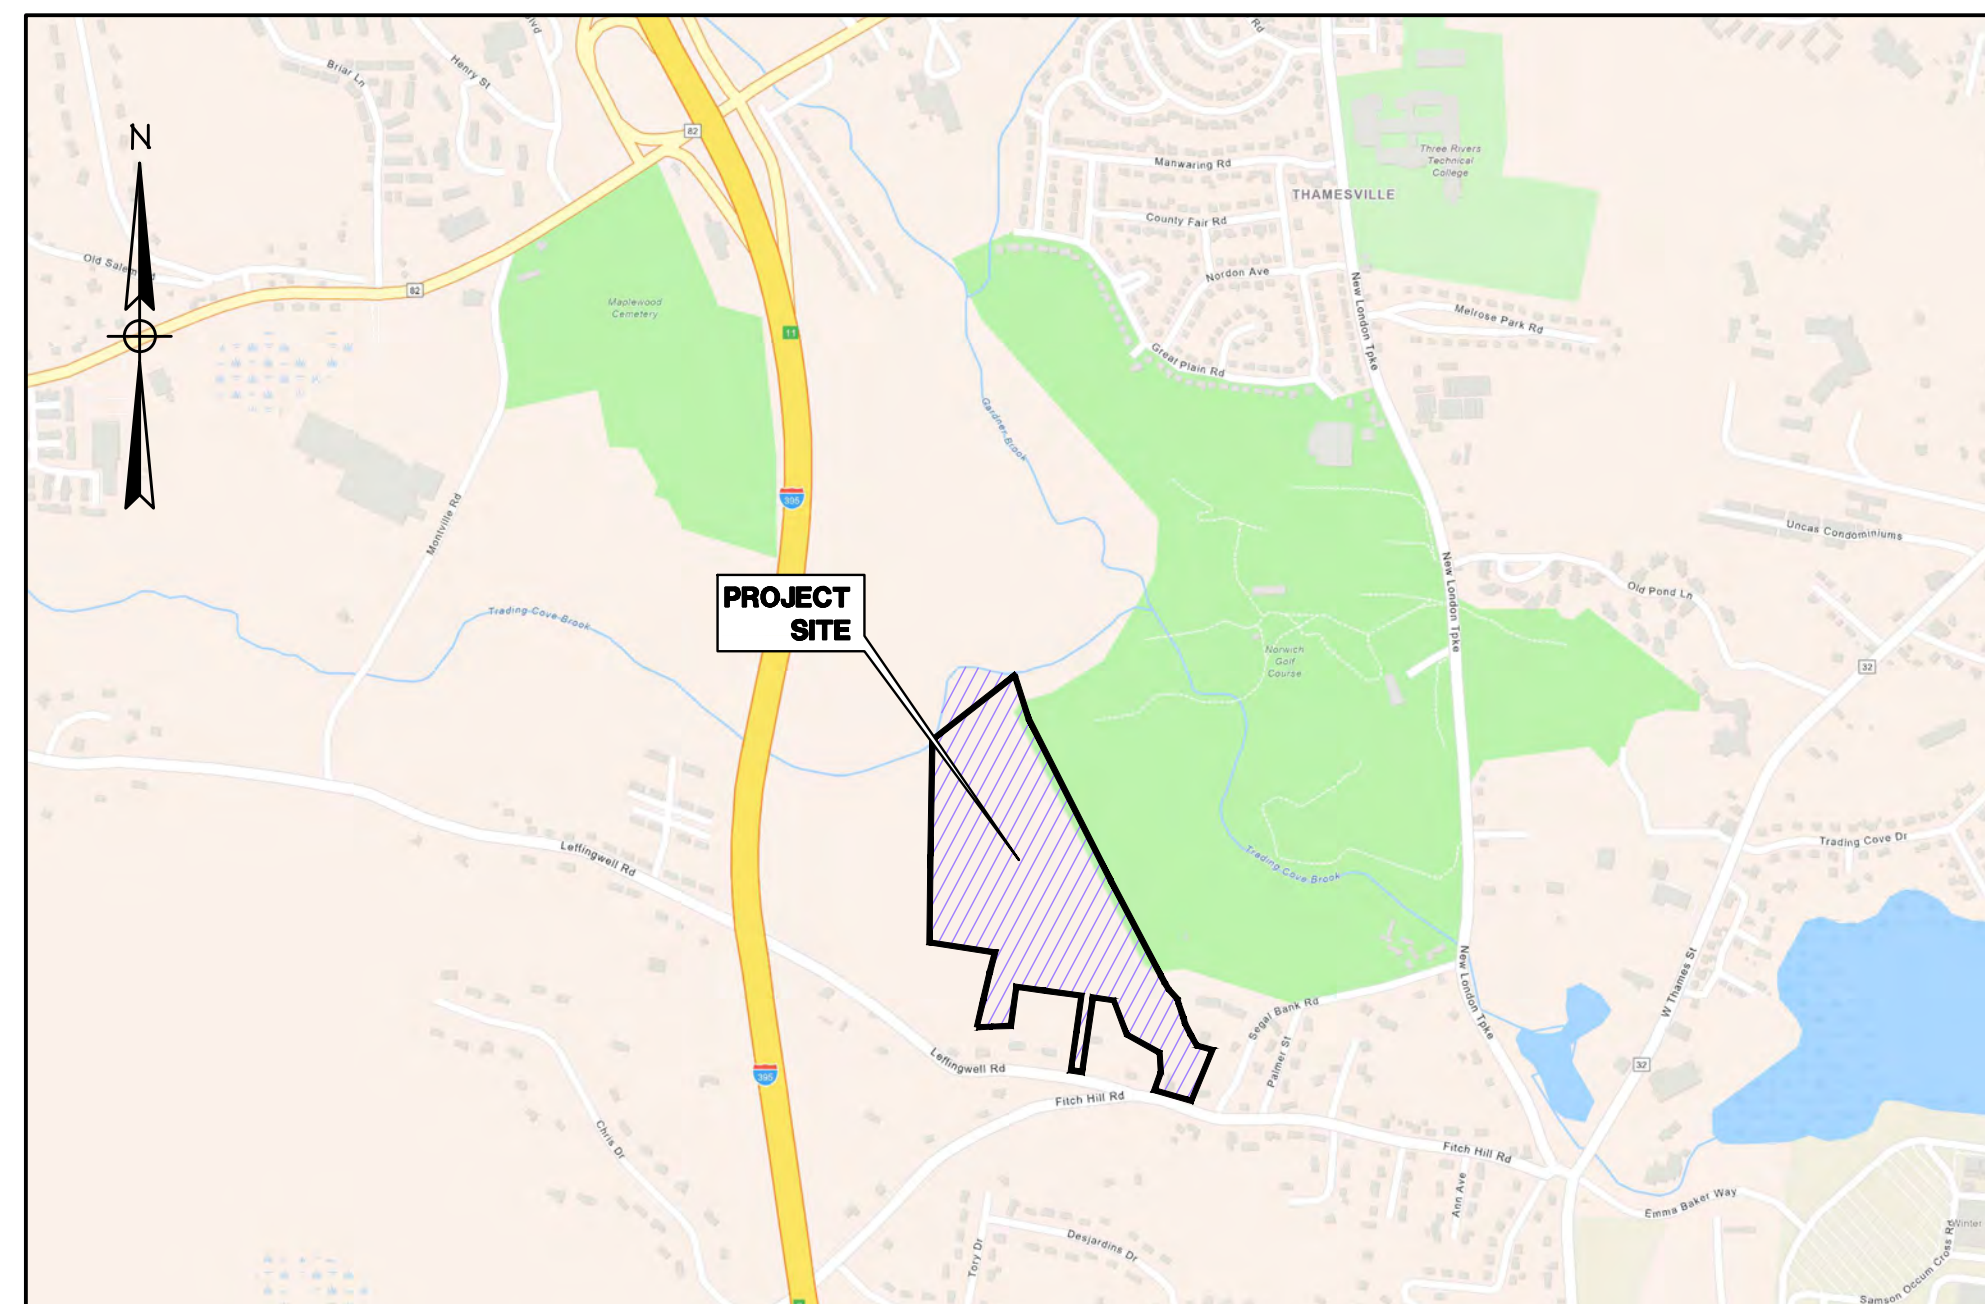 Blvd
Rd
Briar Ln
Henry St
N
82
Three Rivers
Technical
College
Manwaring Rd
THAMESVILLE
County Fair Rd
Old Salem Rd
Nordon Ave
82
Maplewood
Cemetery
New London Tpke
Melrose Park Rd
11
Great Plain Rd
Gardner Brook
395
Montville Rd
Uncas Condominiums
New London Tpke
Old Pond Ln
PROJECT
SITE
Trading Cove Brook
Norwich
Golf
Course
32
Leffingwell Rd
Trading Cove Dr
Trading Cove Brook
New London Tpke
W Thames St
Segal Bank Rd
Palmer St
Leffingwell Rd
395
32
Fitch Hill Rd
Chris Dr
Fitch Hill Rd
Ann Ave
Emma Baker Way
Tory Dr
Desjardins Dr
Winter
Samson Occum Cross Rd